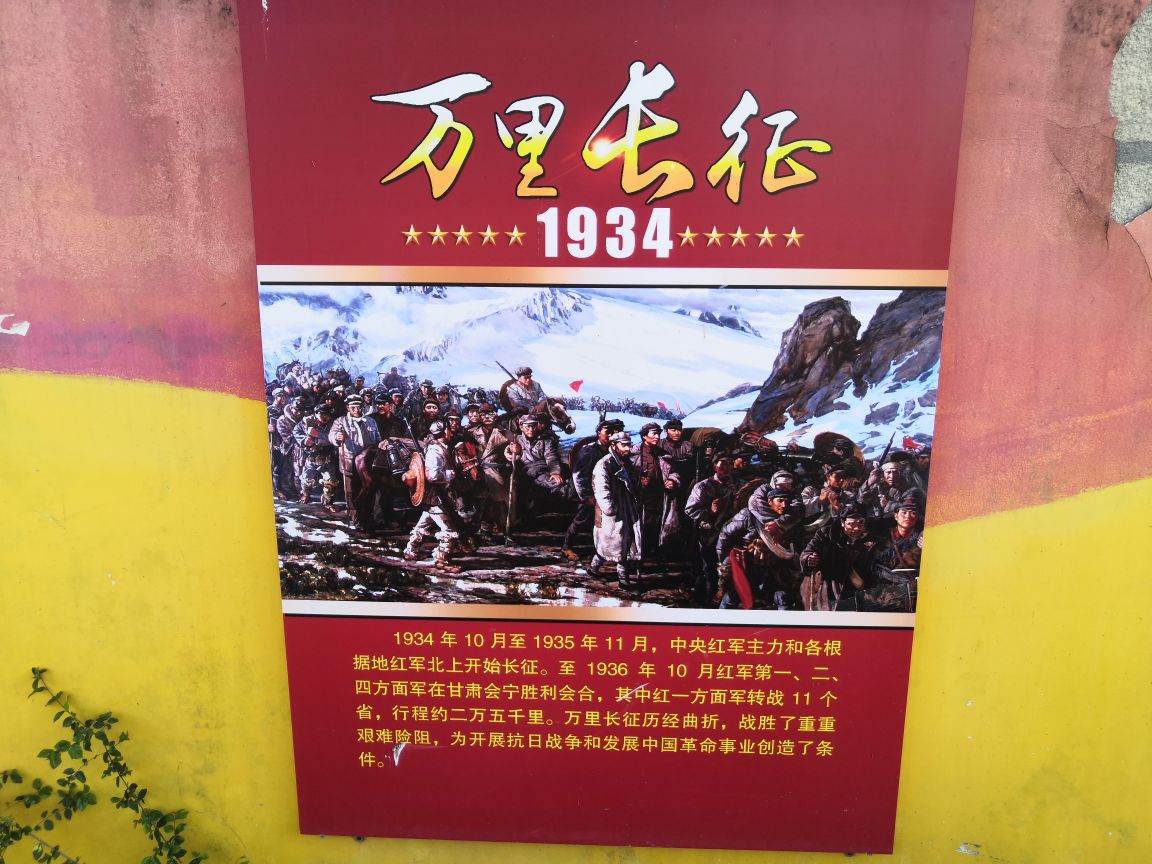 万里长征
1934
1934 年 10 月至 1935 年 11 月，中央红军主力和各根
据地红军北上开始长征。至 1936 年 10 月红军第一、二、
四方面军在甘肃会宁胜利会合，其中红一方面军转战 11 个
省，行程约二万五千里。万里长征历经曲折，战胜了重重
艰难险阻，为开展抗日战争和发展中国革命事业创造了条
件。